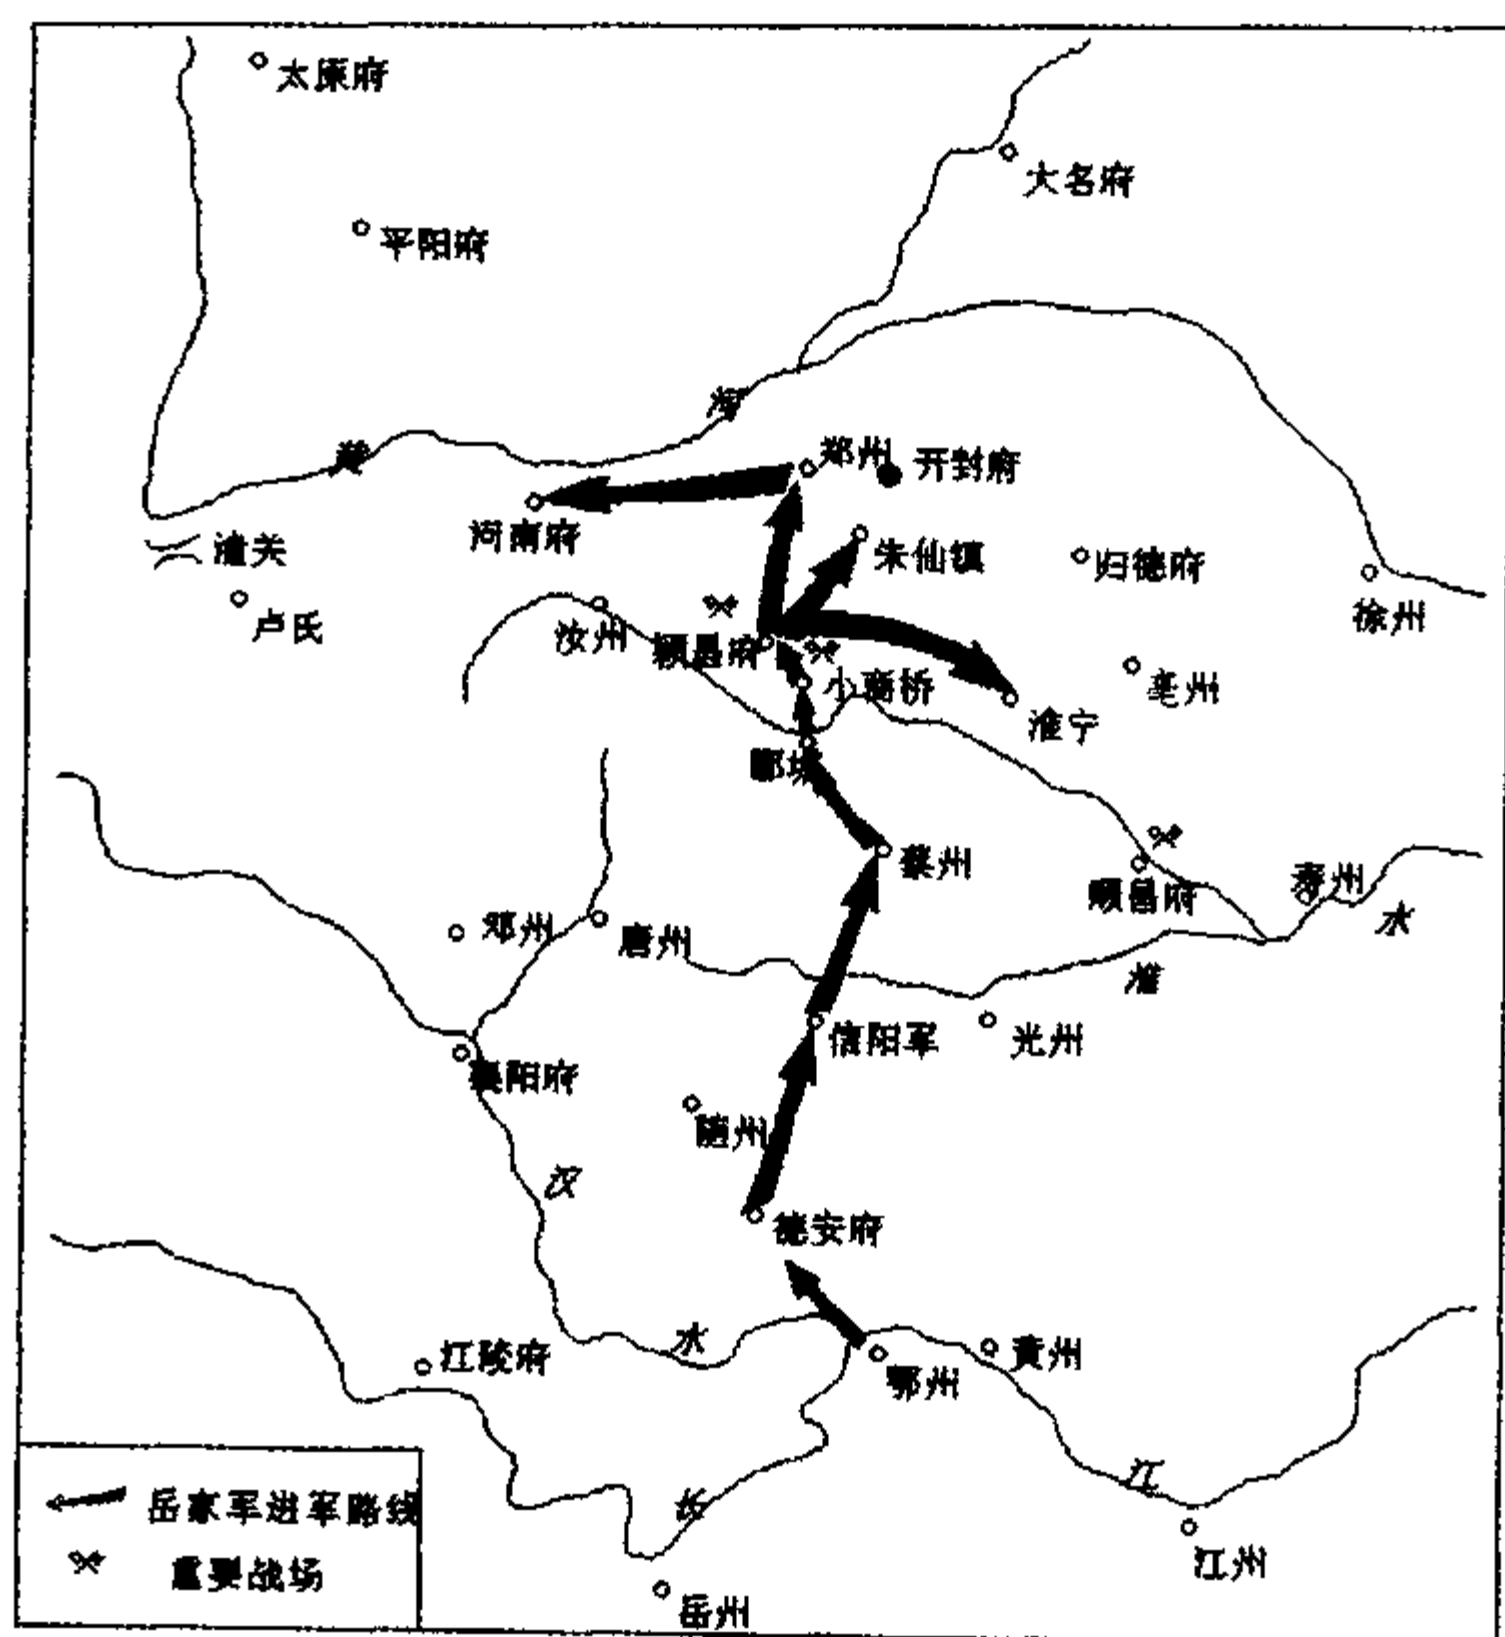 太原府
大名府
平阳府
黄
河
郑州
开封府
河南府
潼关
朱仙镇
归德府
徐州
卢氏
汝州
颍昌府
小商桥
亳州
淮宁
郾城
蔡州
顺昌府
寿州
水
邓州
唐州
淮
信阳军
光州
襄阳府
随州
汉
德安府
水
江陵府
黄州
鄂州
长
江
江州
岳州
岳家军进军路线
重要战场